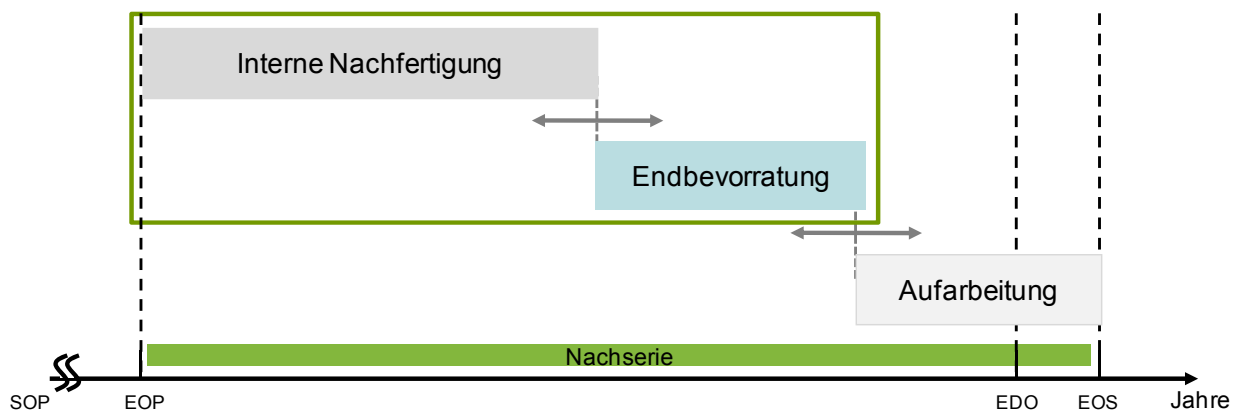 Interne Nachfertigung
Endbevorratung
Aufarbeitung
Nachserie
SOP
EOP
EDO
EOS
Jahre